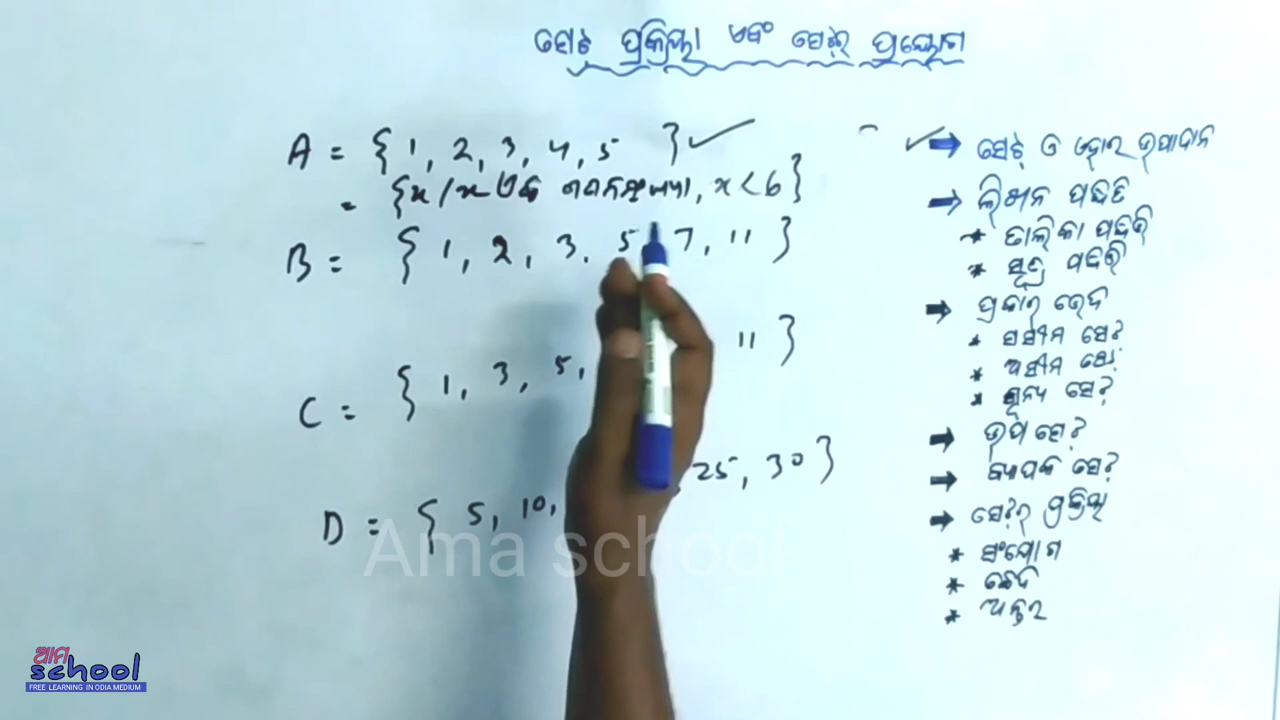 ସେଟ୍ ପ୍ରକ୍ରିୟା ଏବଂ ସେଟ୍‌ର ପ୍ରୟୋଗ
A = { 1, 2, 3, 4, 5 }
= {x / x ଏକ ଗଣନସଂଖ୍ୟା, x < 6}
B = { 1, 2, 3, 5 7, 11 }
C = { 1, 3, 5, 11 }
D = { 5, 10, 25, 30 }
ସେଟ୍ ଓ ଏହାର ଉପାଦାନ
ଲିଖନ ପଦ୍ଧତି
* ତାଲିକା ପଦ୍ଧତି
* ସୂତ୍ର ପଦ୍ଧତି
ପ୍ରକାର ଭେଦ
* ସସୀମ ସେଟ୍
* ଅସୀମ ସେଟ୍
* ଶୂନ୍ୟ ସେଟ୍
ଉପସେଟ୍
ବ୍ୟାପକ ସେଟ୍
ସେଟ୍‌ର ପ୍ରକ୍ରିୟା
* ସଂଯୋଗ
* ଛେଦ
* ଅନ୍ତର
Ama school
ଆମା
school
FREE LEARNING IN ODIA MEDIUM